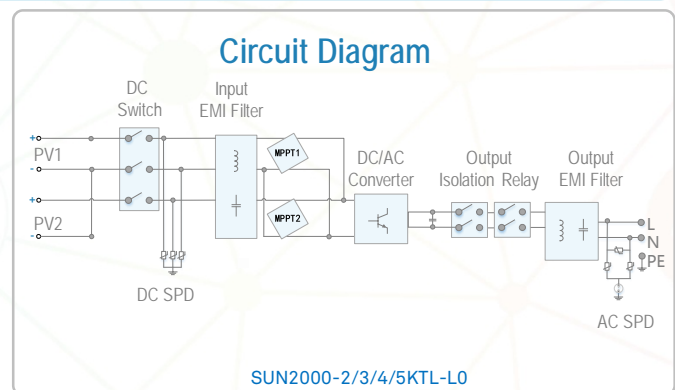 Circuit Diagram
DC
Switch
Input
EMI Filter
+
PV1
-
+
PV2
-
MPPT1
MPPT2
DC/AC
Converter
Output
Isolation Relay
Output
EMI Filter
L
N
PE
DC SPD
AC SPD
SUN2000-2/3/4/5KTL-L0